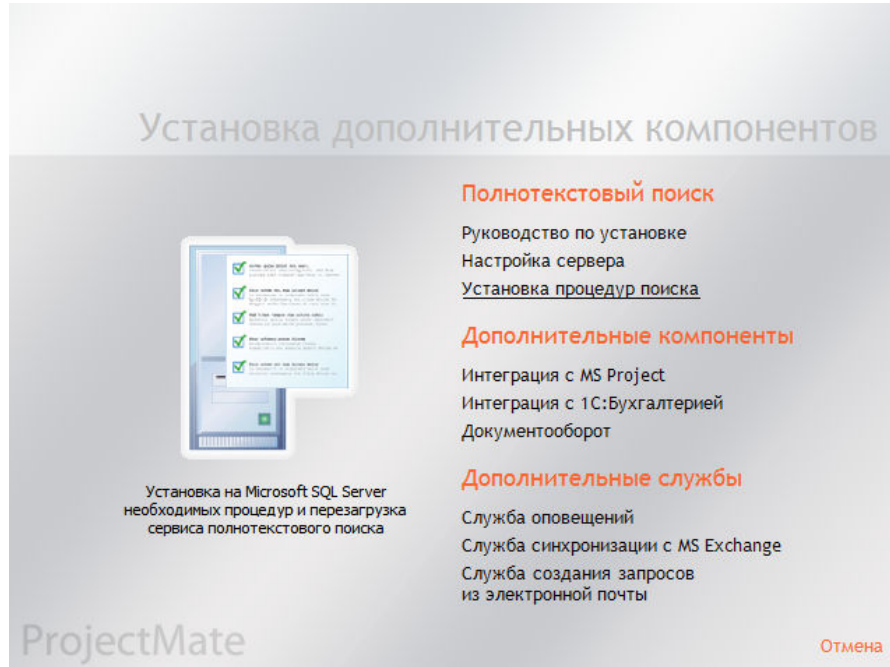 Установка дополнительных компонентов
Полнотекстовый поиск
Руководство по установке
Настройка сервера
Установка процедур поиска
Дополнительные компоненты
Интеграция с MS Project
Интеграция с 1С:Бухгалтерией
Документооборот
Дополнительные службы
Служба оповещений
Служба синхронизации с MS Exchange
Служба создания запросов
из электронной почты
Установка на Microsoft SQL Server
необходимых процедур и перезагрузка
сервиса полнотекстового поиска
ProjectMate
Отмена